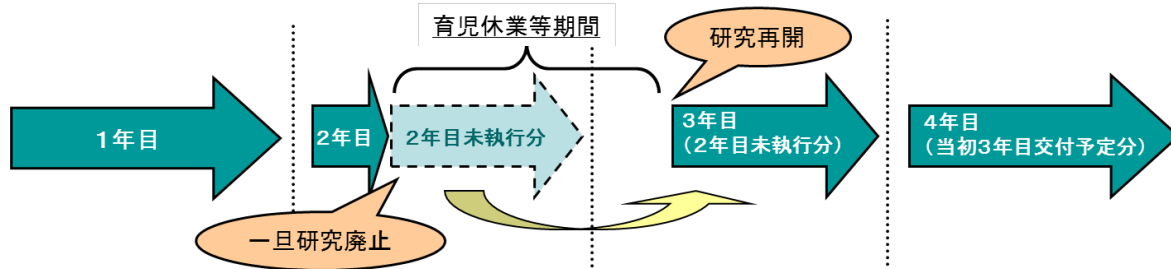 育児休業等期間
研究再開
1年目
2年目
2年目未執行分
3年目
(2年目未執行分)
4年目
(当初3年目交付予定分)
一旦研究廃止